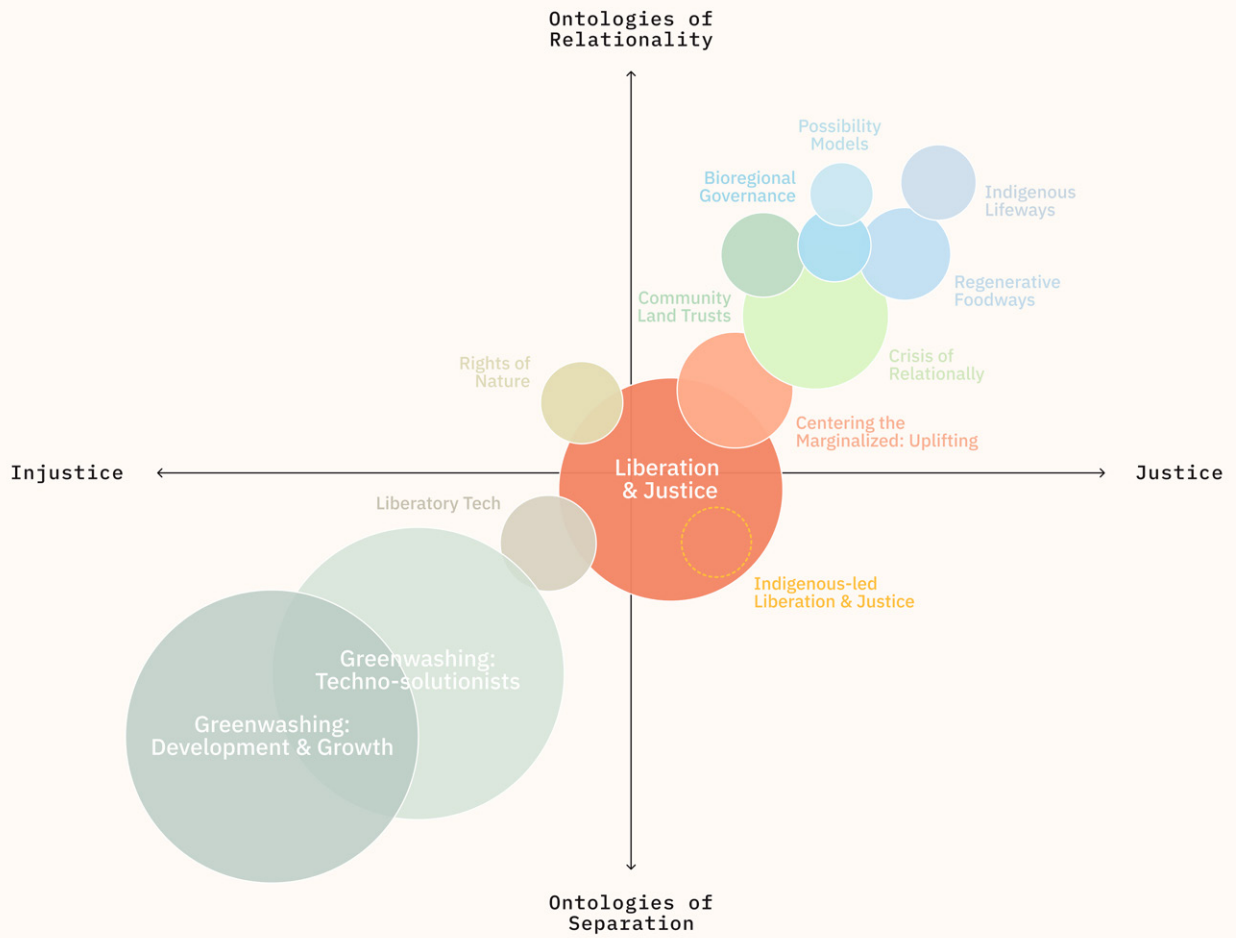 Ontologies of
Relationality
Possibility
Models
Bioregional
Governance
Indigenous
Lifeways
Regenerative
Foodways
Community
Land Trusts
Crisis of
Relationally
Rights of
Nature
Centering the
Marginalized: Uplifting
Injustice
Liberation
& Justice
Justice
Liberatory Tech
Indigenous-led
Liberation & Justice
Greenwashing:
Techno-solutionists
Greenwashing:
Development & Growth
Ontologies of
Separation